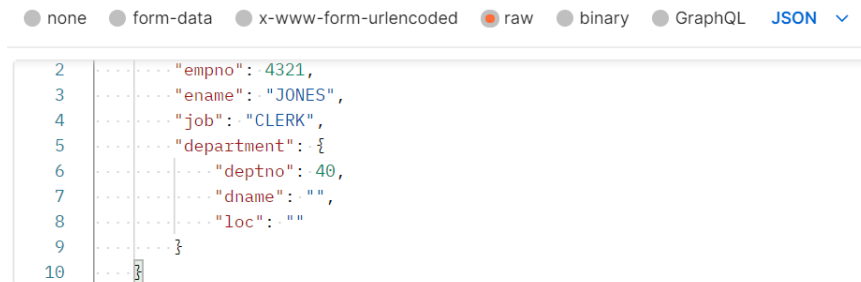 none form-data x-www-form-urlencoded raw binary GraphQL JSON
2 "empno": 4321,
3 "ename": "JONES",
4 "job": "CLERK",
5 "department": {
6 "deptno": 40,
7 "dname": "",
8 "loc": ""
9 }
10 }